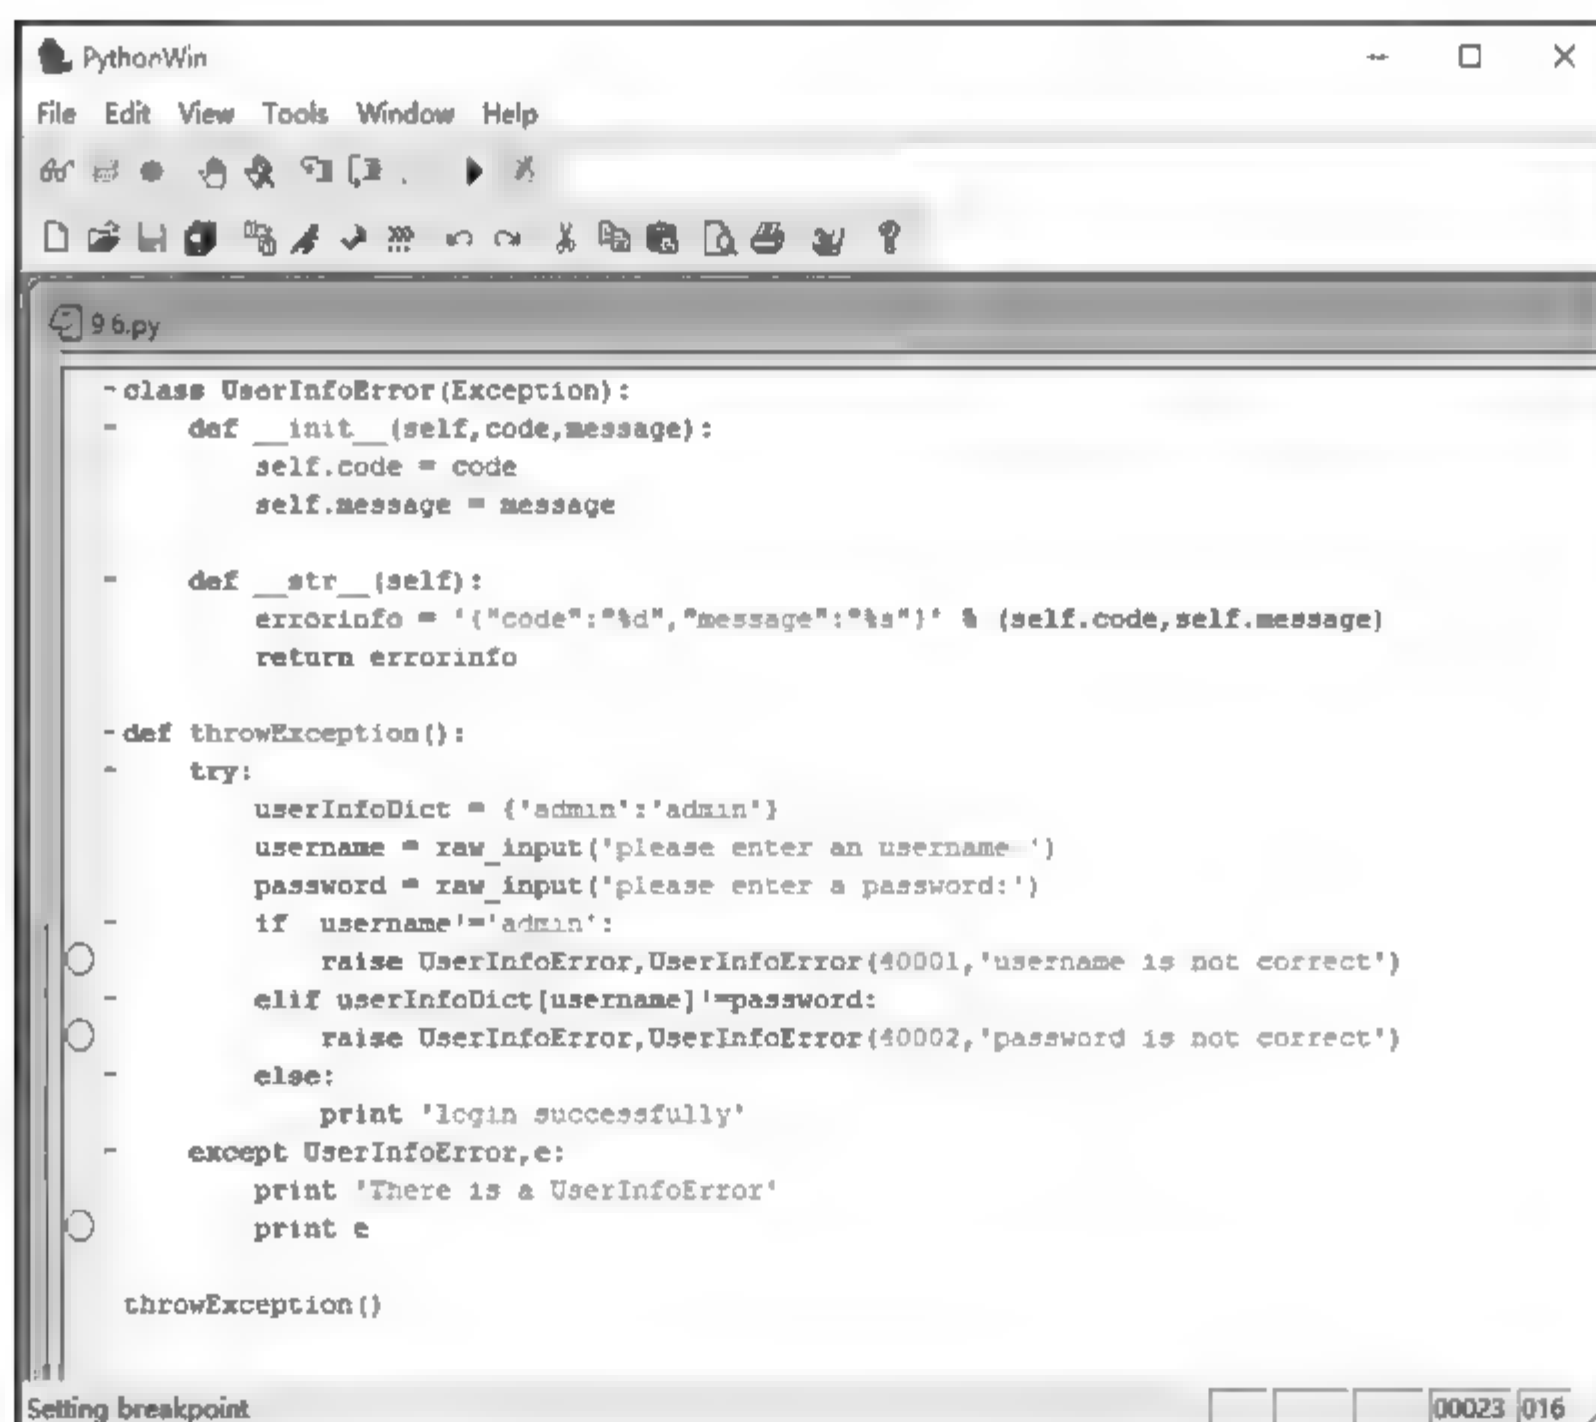 PythonWin
File Edit View Tools Window Help
9 6.py
class UserInfoError(Exception):
def __init__(self,code,message):
self.code = code
self.message = message
def __str__(self):
errorinfo = '{"code":"%d","message":"%s"}' % (self.code,self.message)
return errorinfo
def throwException():
try:
userInfoDict = {'admin':'admin'}
username = raw_input('please enter an username ')
password = raw_input('please enter a password:')
if username!='admin':
raise UserInfoError,UserInfoError(40001,'username is not correct')
elif userInfoDict[username]!=password:
raise UserInfoError,UserInfoError(40002,'password is not correct')
else:
print 'login successfully'
except UserInfoError,e:
print 'There is a UserInfoError'
print e
throwException()
Setting breakpoint 00023 016